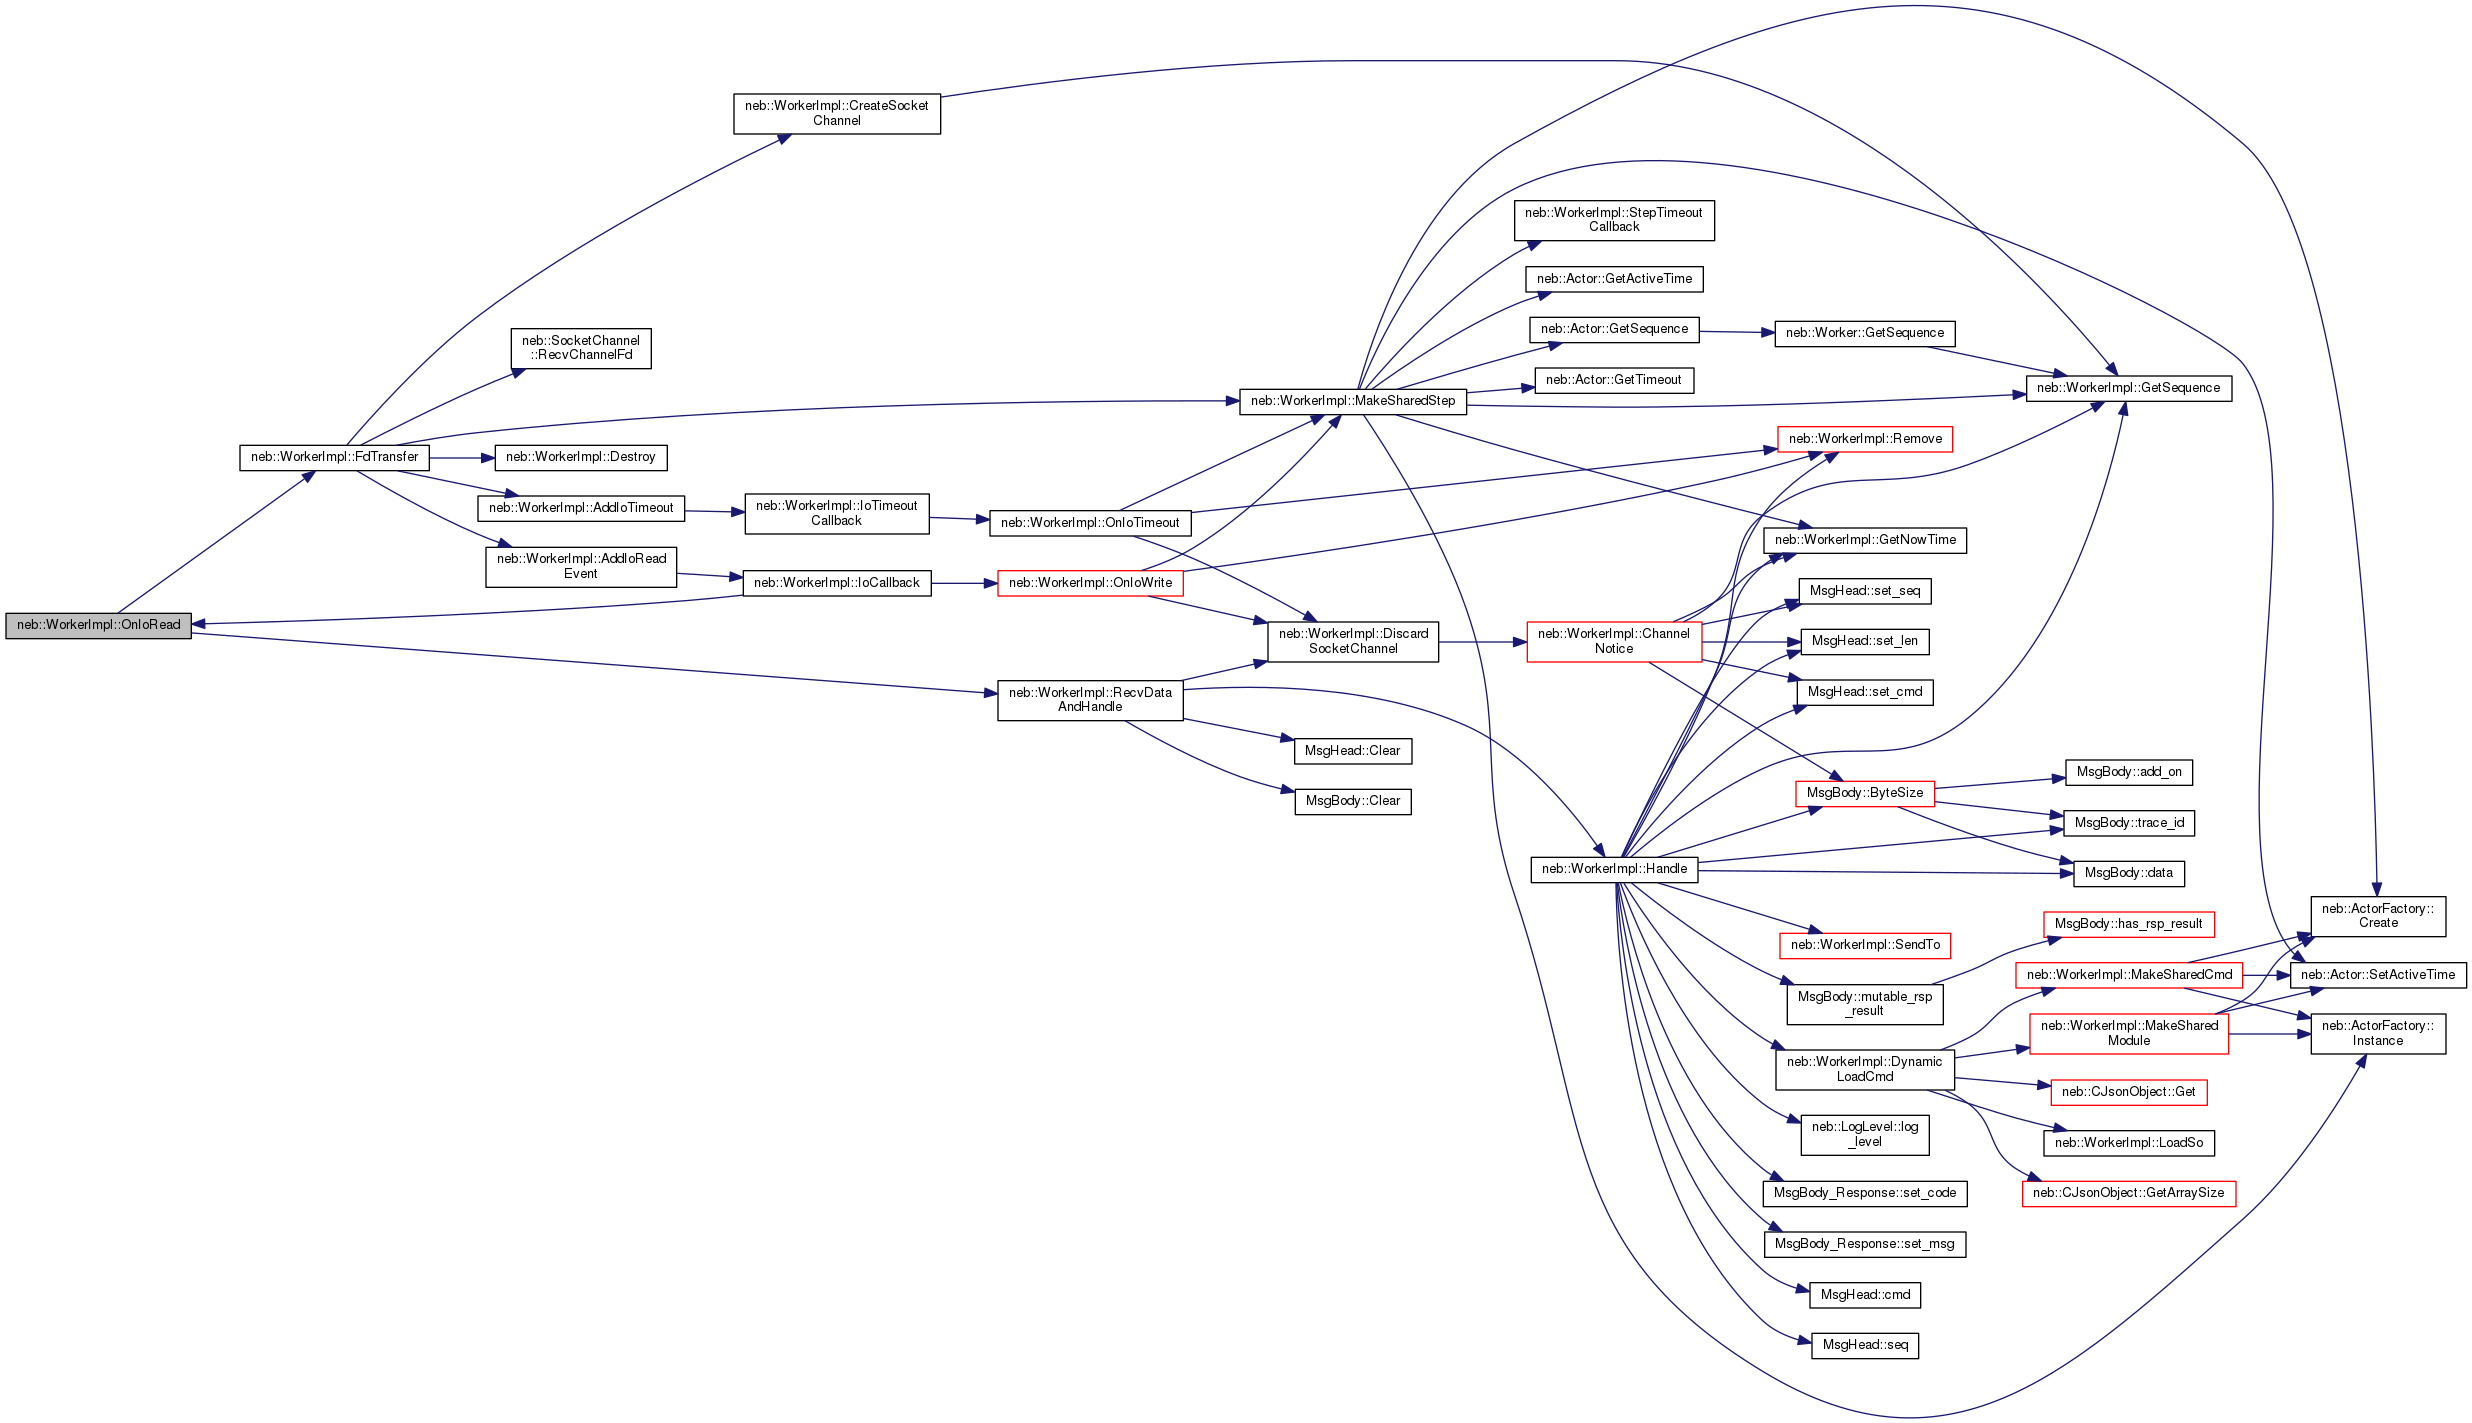 neb::WorkerImpl::OnIoRead
neb::WorkerImpl::FdTransfer
neb::WorkerImpl::CreateSocket
Channel
neb::SocketChannel
::RecvChannelFd
neb::WorkerImpl::Destroy
neb::WorkerImpl::AddIoTimeout
neb::WorkerImpl::AddIoRead
Event
neb::WorkerImpl::IoTimeout
Callback
neb::WorkerImpl::IoCallback
neb::WorkerImpl::OnIoTimeout
neb::WorkerImpl::OnIoWrite
neb::WorkerImpl::RecvData
AndHandle
neb::WorkerImpl::MakeSharedStep
neb::WorkerImpl::Discard
SocketChannel
MsgHead::Clear
MsgBody::Clear
neb::WorkerImpl::StepTimeout
Callback
neb::Actor::GetActiveTime
neb::Actor::GetSequence
neb::Actor::GetTimeout
neb::WorkerImpl::Channel
Notice
neb::WorkerImpl::Handle
neb::Worker::GetSequence
neb::WorkerImpl::Remove
neb::WorkerImpl::GetNowTime
MsgHead::set_seq
MsgHead::set_len
MsgHead::set_cmd
MsgBody::ByteSize
neb::WorkerImpl::SendTo
MsgBody::mutable_rsp
_result
neb::WorkerImpl::Dynamic
LoadCmd
neb::LogLevel::log
_level
MsgBody_Response::set_code
MsgBody_Response::set_msg
MsgHead::cmd
MsgHead::seq
neb::WorkerImpl::GetSequence
MsgBody::add_on
MsgBody::trace_id
MsgBody::data
MsgBody::has_rsp_result
neb::WorkerImpl::MakeSharedCmd
neb::WorkerImpl::MakeShared
Module
neb::CJsonObject::Get
neb::WorkerImpl::LoadSo
neb::CJsonObject::GetArraySize
neb::ActorFactory::
Create
neb::Actor::SetActiveTime
neb::ActorFactory::
Instance